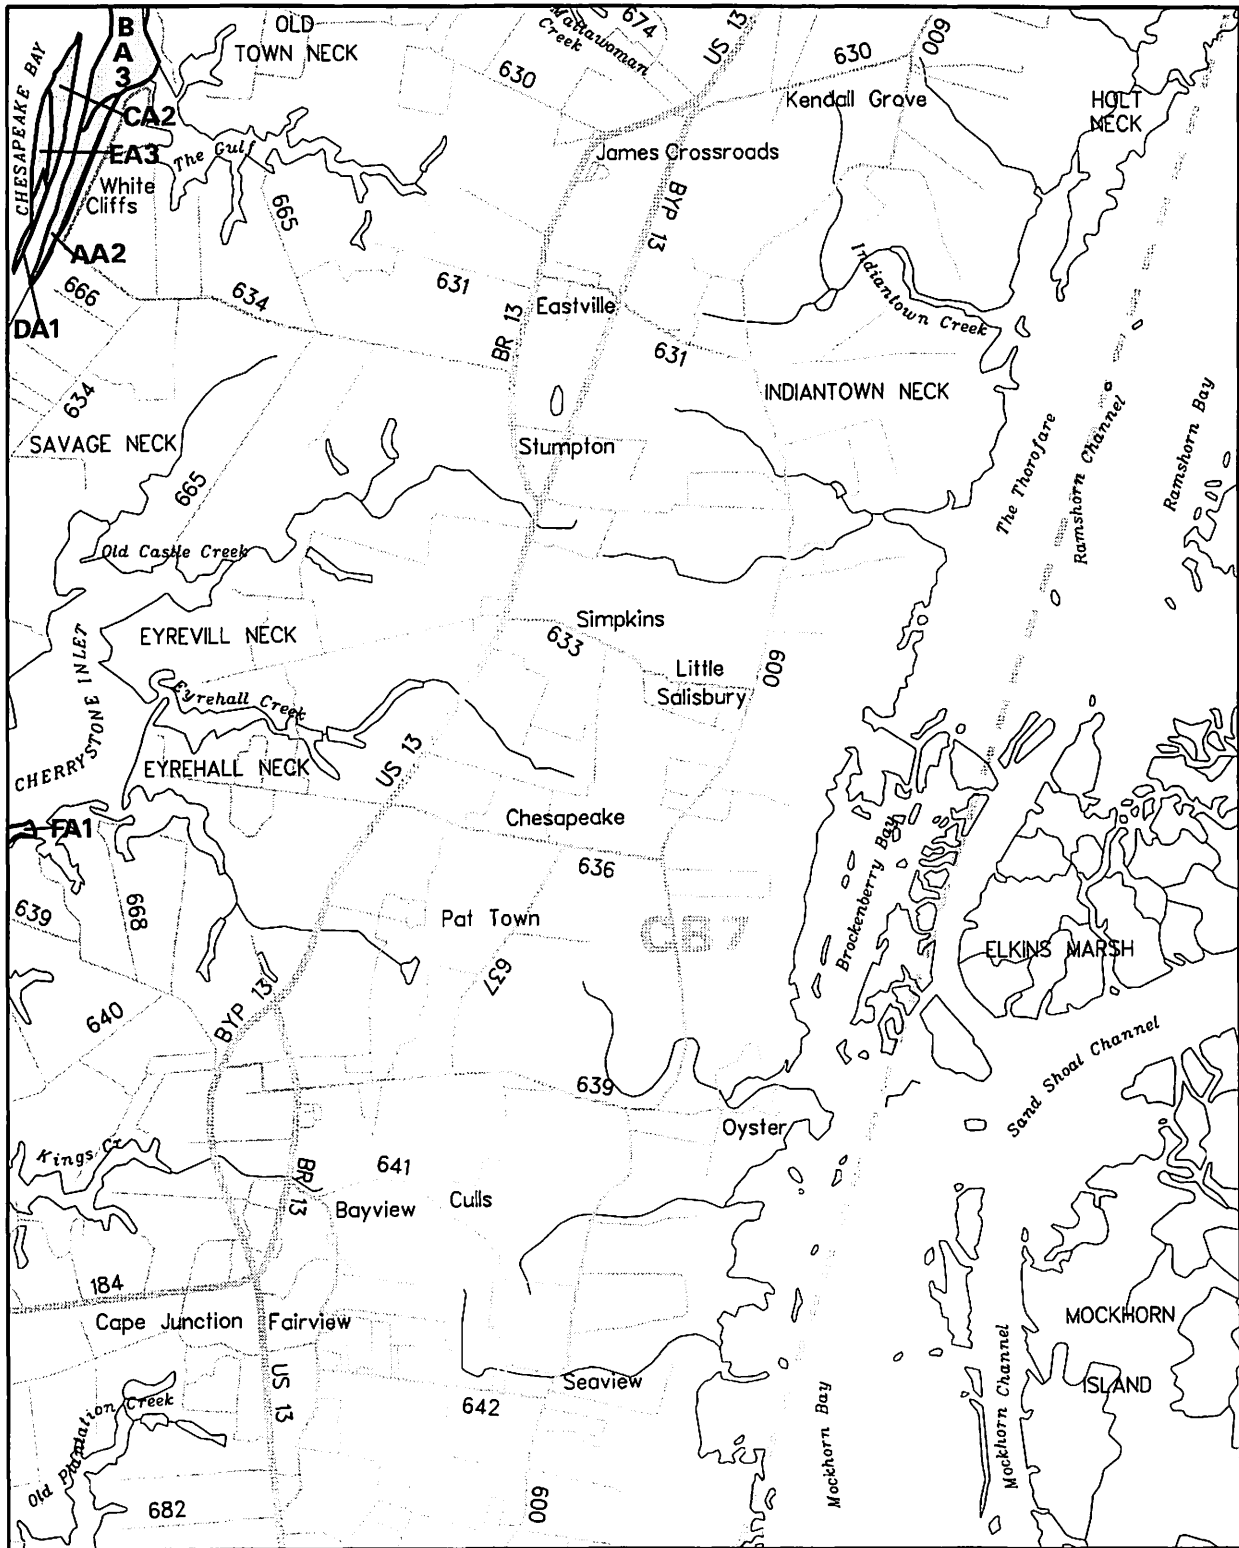 B
A
3
OLD
TOWN NECK
Mattawoman
Creek
674
US 13
630
630
600
CHESAPEAKE BAY
CA2
EA3
The Gulf
White
Cliffs
AA2
DA1
Kendall Grove
HOLT
NECK
James Crossroads
BYP 13
665
666
634
631
Eastville
BR 13
631
Indiantown Creek
INDIANTOWN NECK
634
SAVAGE NECK
Stumpton
665
The Thorofare
Ramshorn Channel
Ramshorn Bay
Old Castle Creek
EYREVILL NECK
Simpkins
633
Little
Salisbury
600
CHERRYSTONE INLET
Eyrehall Creek
EYREHALL NECK
US 13
FA1
Chesapeake
636
639
668
Pat Town
CB7
Brockenberry Bay
ELKINS MARSH
637
640
BYP 13
Sand Shoal Channel
639
Oyster
Kings Cr
641
BR 13
Bayview
Culls
184
Cape Junction
Fairview
MOCKHORN
ISLAND
US 13
Seaview
642
Old Plantation Creek
Mockhorn Bay
Mockhorn Channel
682
600